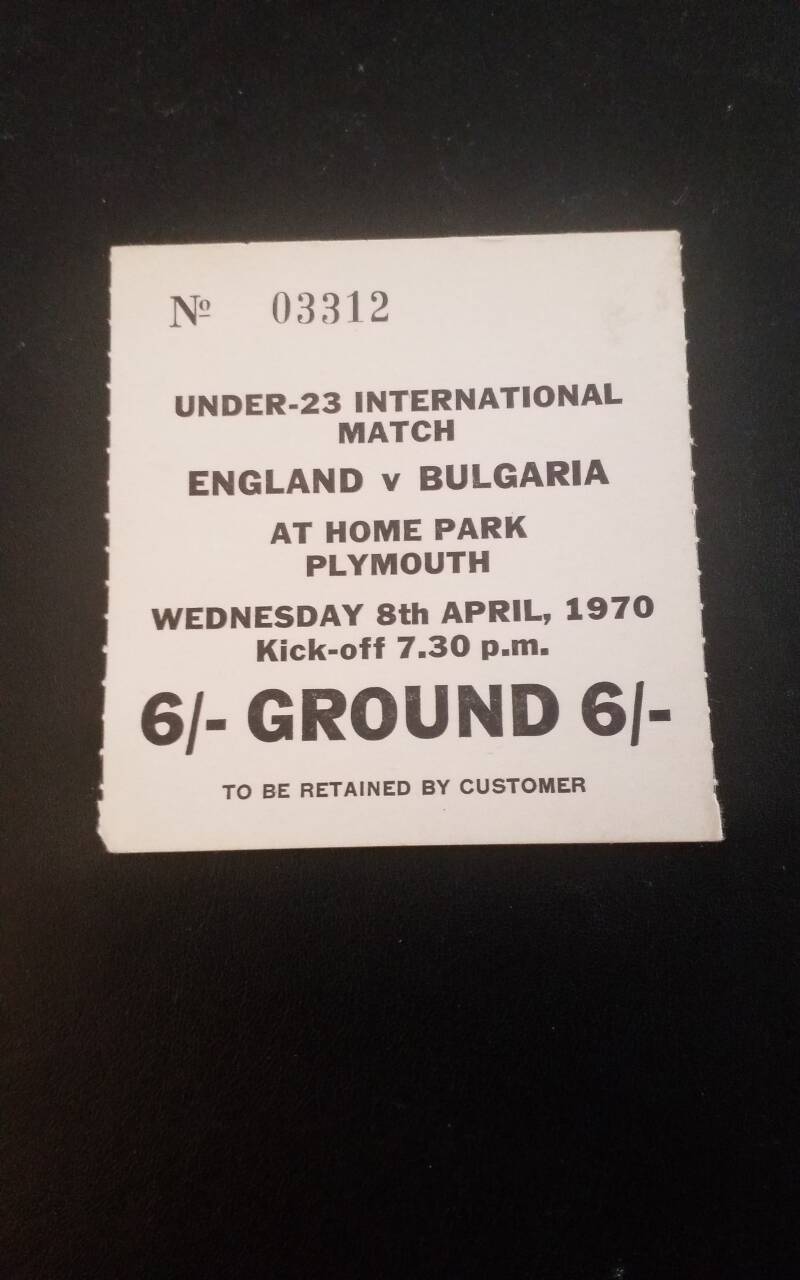 Nº 03312
UNDER-23 INTERNATIONAL
MATCH
ENGLAND v BULGARIA
AT HOME PARK
PLYMOUTH
WEDNESDAY 8th APRIL, 1970
Kick-off 7.30 p.m.
6/- GROUND 6/-
TO BE RETAINED BY CUSTOMER